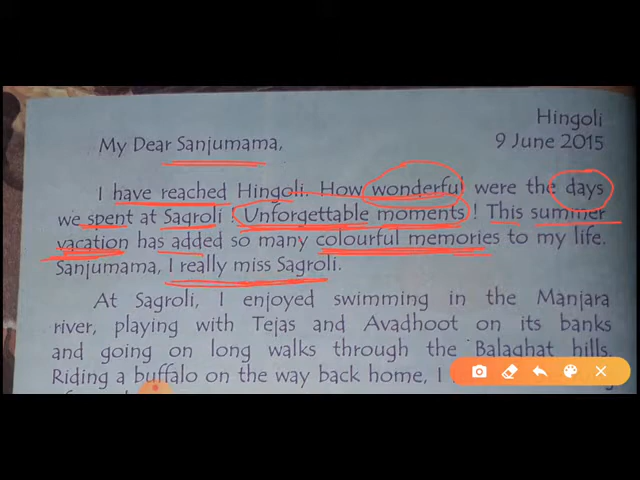 Hingoli
My Dear Sanjumama,
9 June 2015
I have reached Hingoli. How wonderful were the days
we spent at Sagroli ! Unforgettable moments ! This summer
vacation has added so many colourful memories to my life.
Sanjumama, I really miss Sagroli.
At Sagroli, I enjoyed swimming in the Manjara
river, playing with Tejas and Avadhoot on its banks
and going on long walks through the Balaghat hills.
Riding a buffalo on the way back home, I